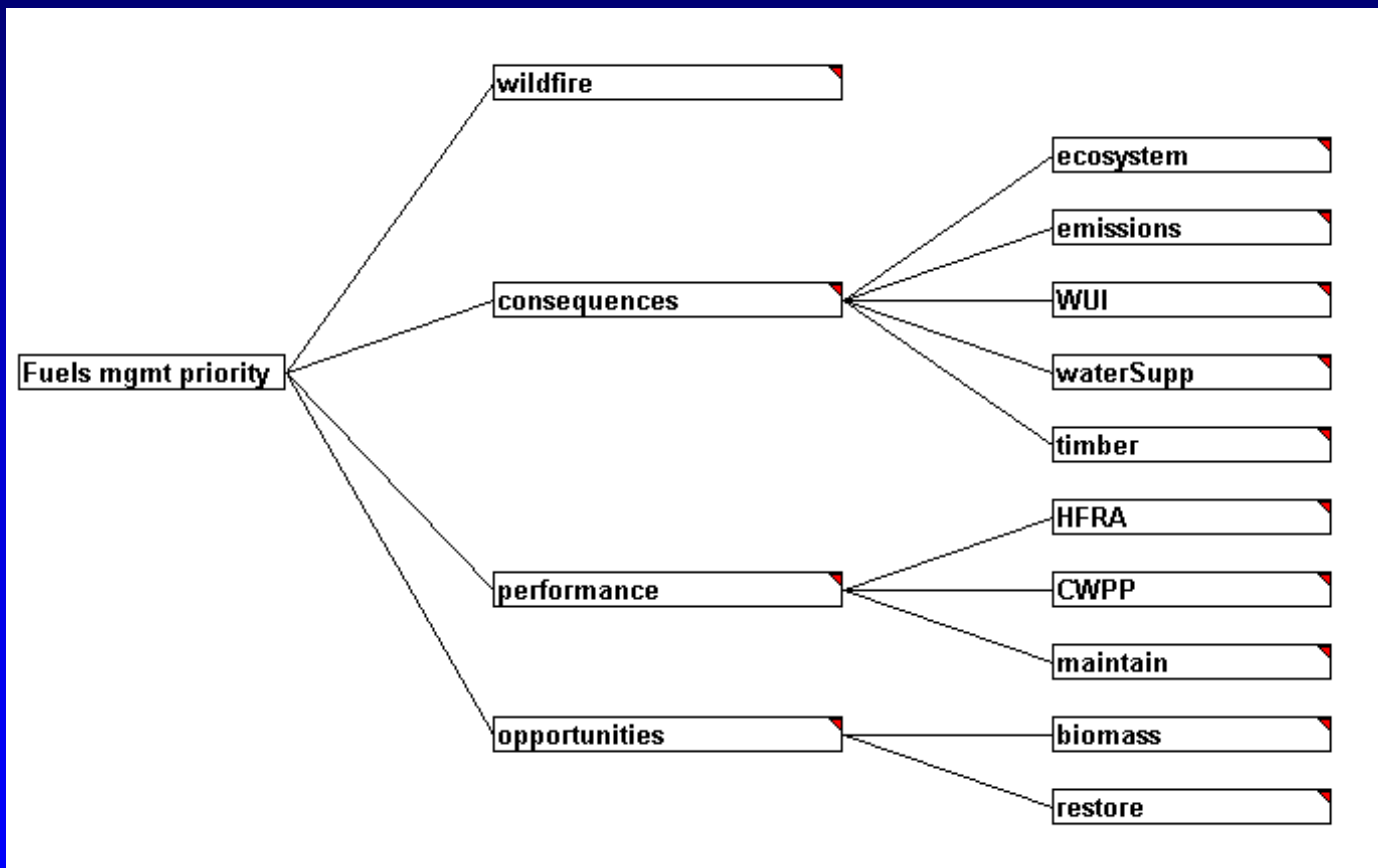 wildfire
ecosystem
emissions
consequences
WUI
Fuels mgmt priority
waterSupp
timber
HFRA
performance
CWPP
maintain
opportunities
biomass
restore